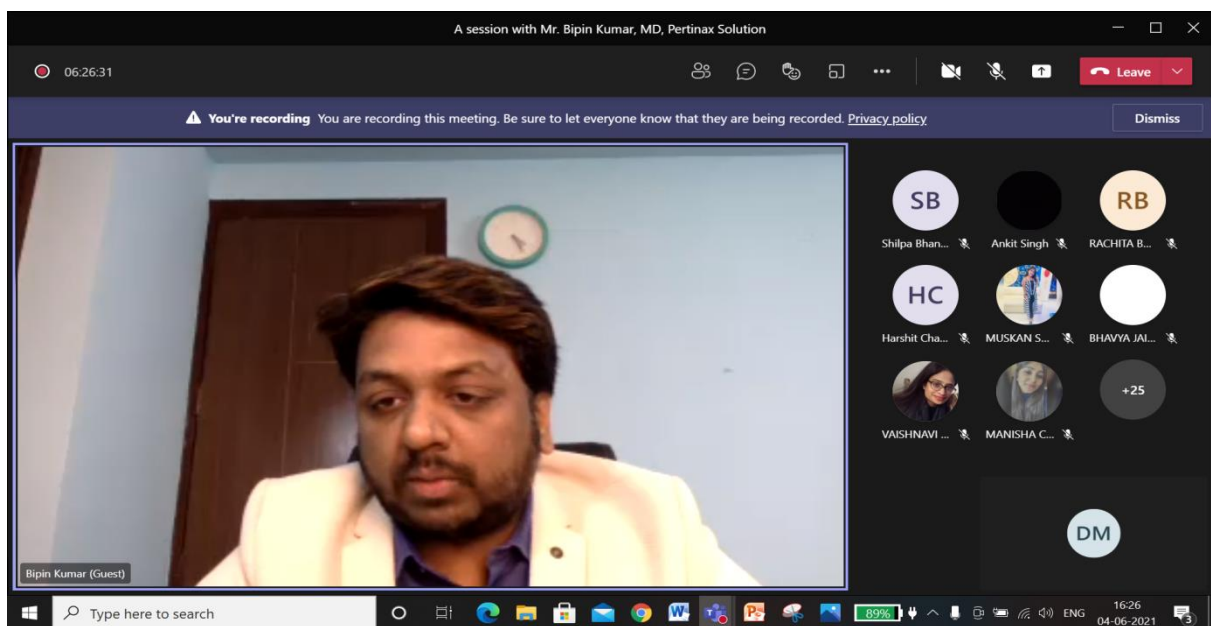 A session with Mr. Bipin Kumar, MD, Pertinax Solution
06:26:31
Leave
You're recording You are recording this meeting. Be sure to let everyone know that they are being recorded. Privacy policy
Dismiss
SB
RB
Shilpa Bhan...
Ankit Singh
RACHITA B...
HC
Harshit Cha...
MUSKAN S...
BHAVYA JAI...
+25
VAISHNAVI ...
MANISHA C...
DM
Bipin Kumar (Guest)
Type here to search
89%
ENG
16:26
04-06-2021
3